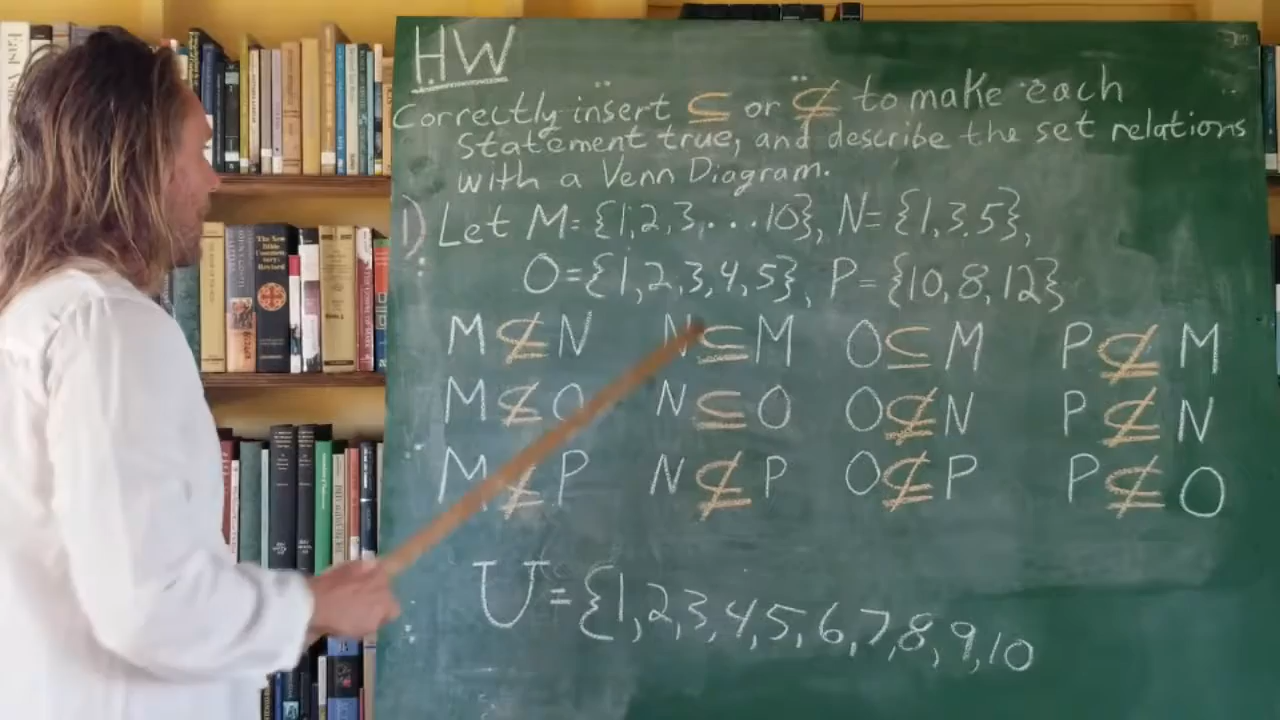 HW
Correctly insert ⊆ or ⊈ to make each
statement true, and describe the set relations
with a Venn Diagram.
1) Let M={1,2,3,...10}, N={1,3,5},
O={1,2,3,4,5}, P={10,8,12}
M ⊈ N N ⊆ M O ⊆ M P ⊈ M
M ⊈ O N ⊆ O O ⊈ N P ⊈ N
M ⊈ P N ⊈ P O ⊈ P P ⊈ O
U={1,2,3,4,5,6,7,8,9,10